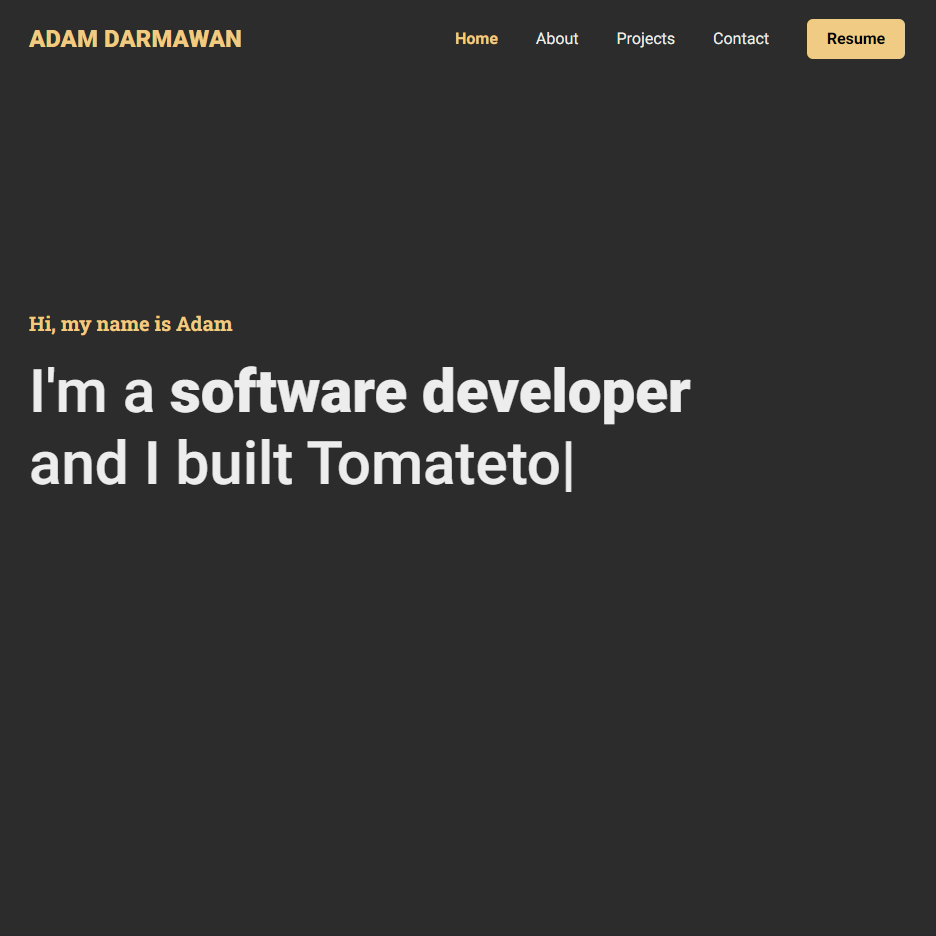 ADAM DARMAWAN
Home About Projects Contact Resume
Hi, my name is Adam
I'm a software developer
and I built Tomateto|